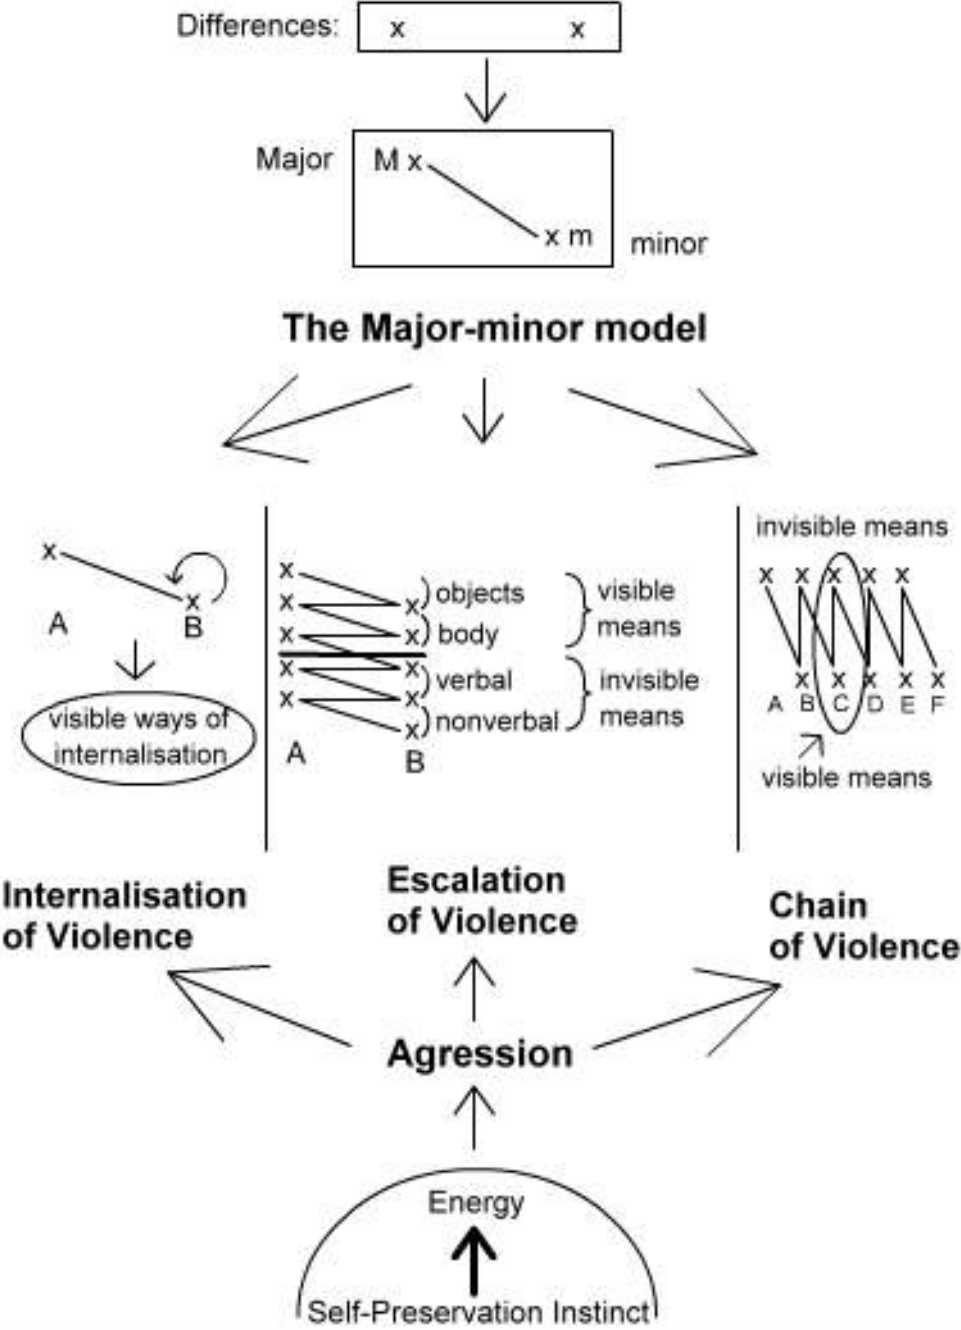 Differences: x x
Major M x
x m minor
The Major-minor model
x
x
A B
visible ways of
internalisation
x
x x objects visible
x x body means
x x verbal invisible
x x nonverbal means
x
A B
invisible means
x x x x x
x x x x x
A B C D E F
visible means
Internalisation
of Violence
Escalation
of Violence
Chain
of Violence
Agression
Energy
Self-Preservation Instinct